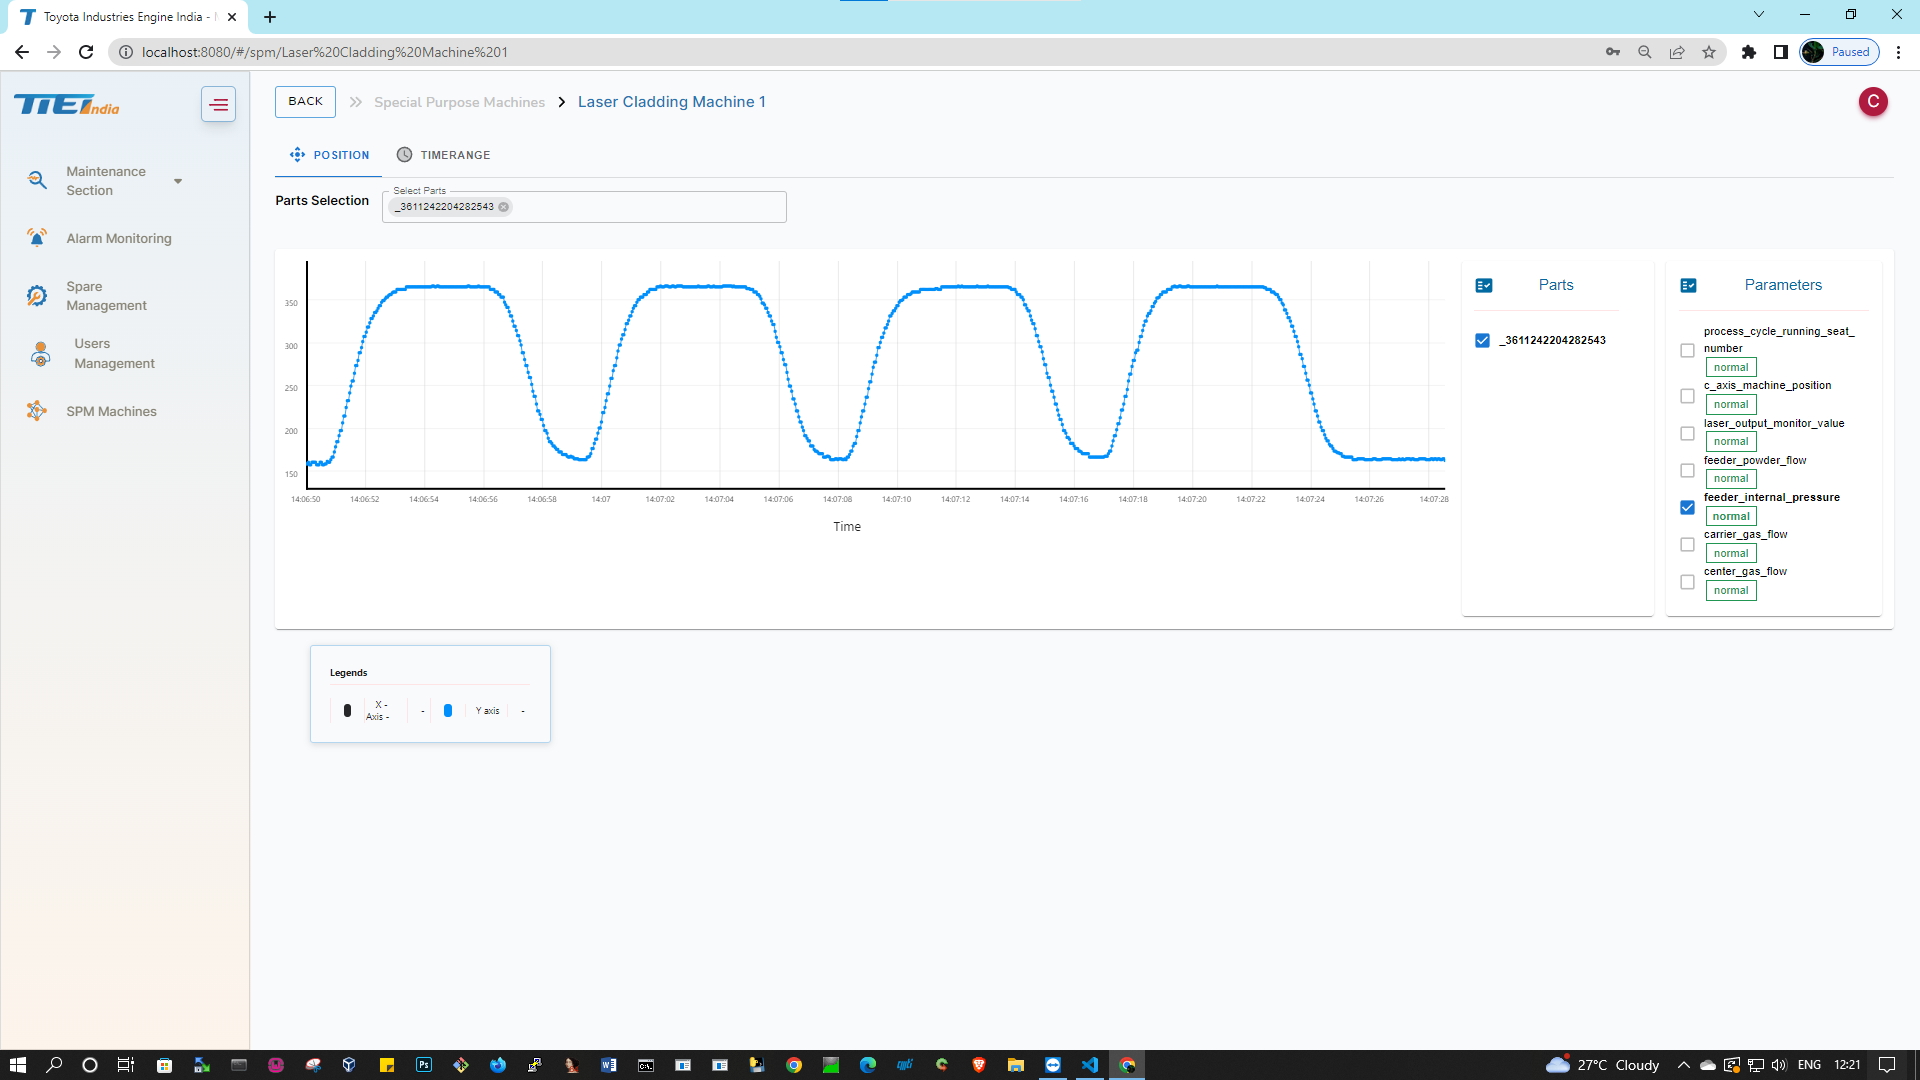 Toyota Industries Engine India -
localhost:8080/#/spm/Laser%20Cladding%20Machine%201
Paused
TIEI India
BACK
Special Purpose Machines
Laser Cladding Machine 1
C
Maintenance
Section
Alarm Monitoring
Spare
Management
Users
Management
SPM Machines
POSITION
TIMERANGE
Parts Selection
Select Parts
_3611242204282543
350
300
250
200
150
14:06:50
14:06:52
14:06:54
14:06:56
14:06:58
14:07
14:07:02
14:07:04
14:07:06
14:07:08
14:07:10
14:07:12
14:07:14
14:07:16
14:07:18
14:07:20
14:07:22
14:07:24
14:07:26
14:07:28
Time
Parts
_3611242204282543
Parameters
process_cycle_running_seat_
number
normal
c_axis_machine_position
normal
laser_output_monitor_value
normal
feeder_powder_flow
normal
feeder_internal_pressure
normal
carrier_gas_flow
normal
center_gas_flow
normal
Legends
X -
Axis -
-
Y axis
-
27°C Cloudy
ENG
12:21